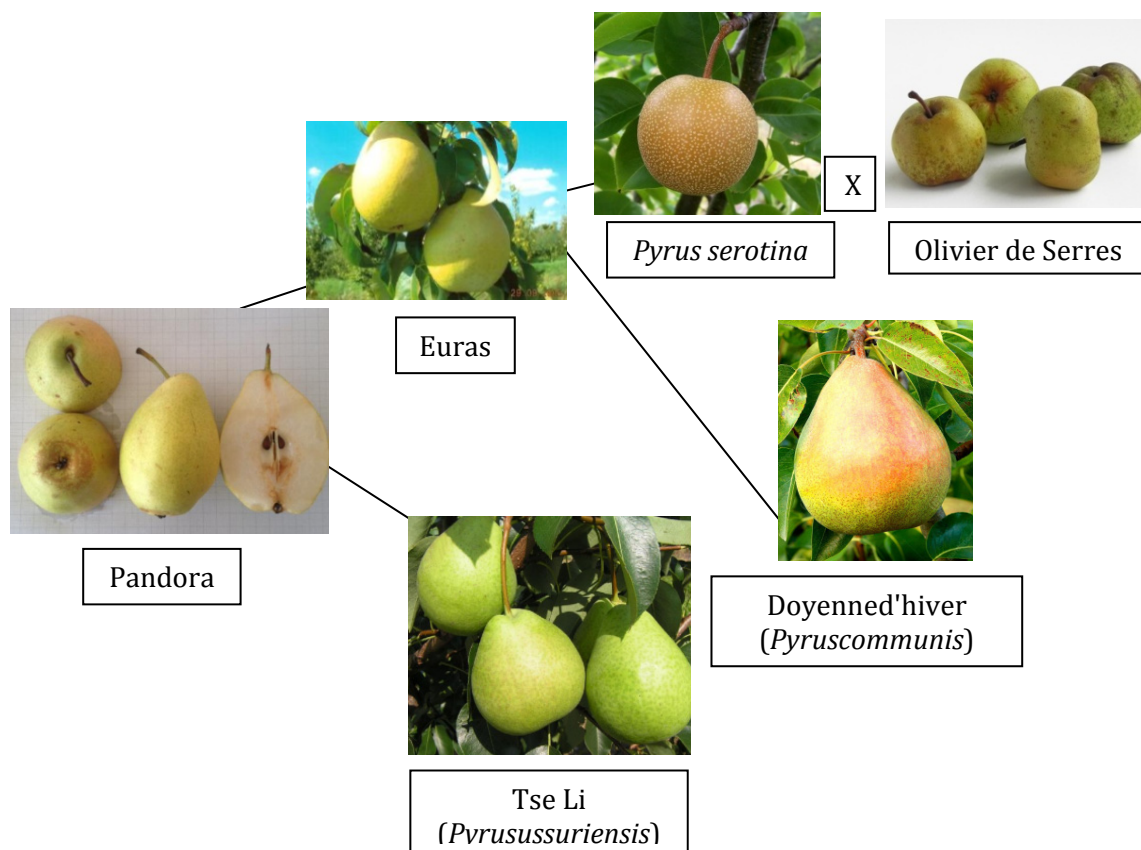 Pyrus serotina
X
Olivier de Serres
Euras
Pandora
Doyenned'hiver
(Pyruscommunis)
Tse Li
(Pyrusussuriensis)